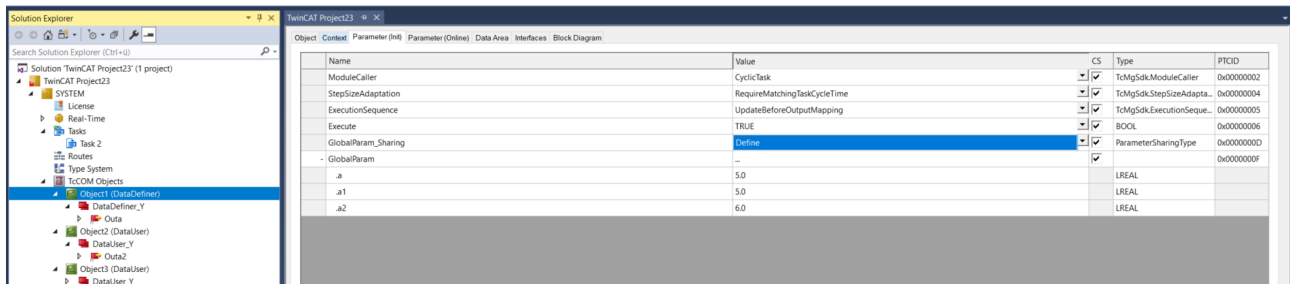 Solution Explorer
Search Solution Explorer (Ctrl+ü)
Solution 'TwinCAT Project23' (1 project)
TwinCAT Project23
SYSTEM
License
Real-Time
Tasks
Task 2
Routes
Type System
TcCOM Objects
Object1 (DataDefiner)
DataDefiner_Y
Outa
Object2 (DataUser)
DataUser_Y
Outa2
Object3 (DataUser)
DataUser_Y
TwinCAT Project23
Object Context Parameter (Init) Parameter (Online) Data Area Interfaces Block Diagram
Name Value CS Type PTCID
ModuleCaller CyclicTask TcMgSdk.ModuleCaller 0x00000002
StepSizeAdaptation RequireMatchingTaskCycleTime TcMgSdk.StepSizeAdapta... 0x00000004
ExecutionSequence UpdateBeforeOutputMapping TcMgSdk.ExecutionSeque... 0x00000005
Execute TRUE BOOL 0x00000006
GlobalParam_Sharing Define ParameterSharingType 0x0000000D
- GlobalParam ... 0x0000000F
.a 5.0 LREAL
.a1 5.0 LREAL
.a2 6.0 LREAL